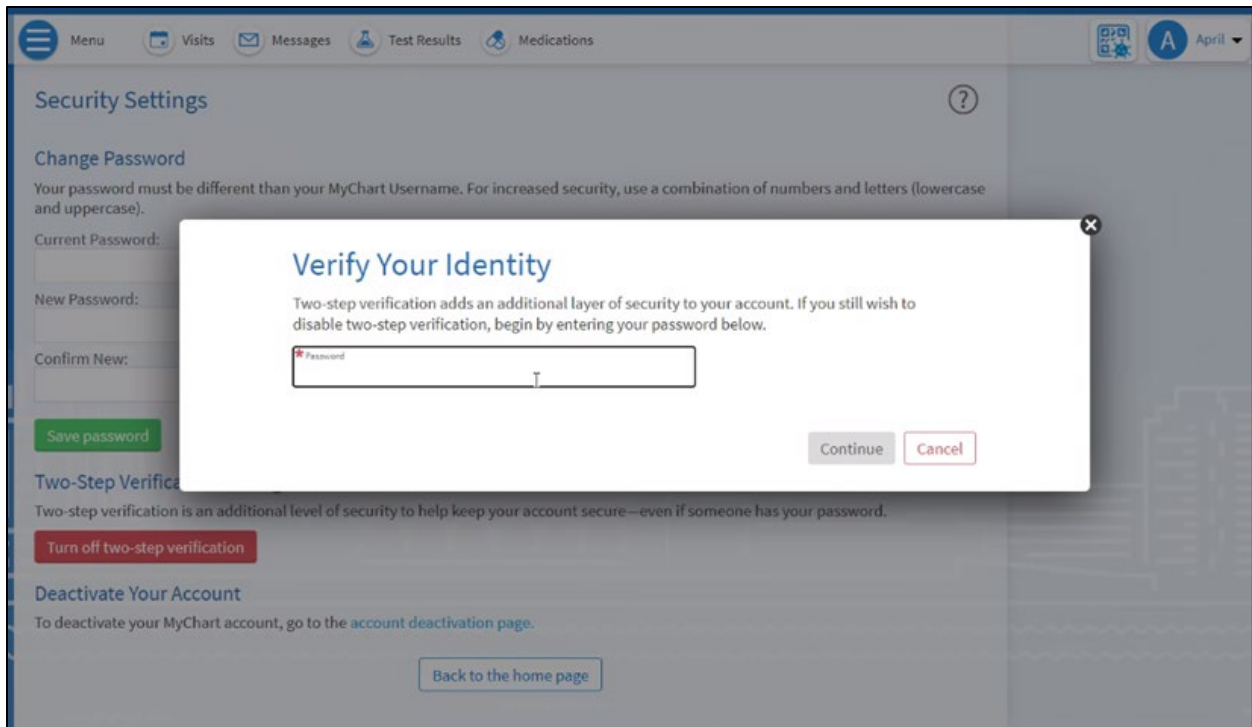 Menu
Visits
Messages
Test Results
Medications
A
April
Security Settings
?
Change Password
Your password must be different than your MyChart Username. For increased security, use a combination of numbers and letters (lowercase
and uppercase).
Current Password:
New Password:
Confirm New:
Save password
Verify Your Identity
Two-step verification adds an additional layer of security to your account. If you still wish to
disable two-step verification, begin by entering your password below.
* Password
Continue
Cancel
Two-Step Verifica
Two-step verification is an additional level of security to help keep your account secure—even if someone has your password.
Turn off two-step verification
Deactivate Your Account
To deactivate your MyChart account, go to the account deactivation page.
Back to the home page